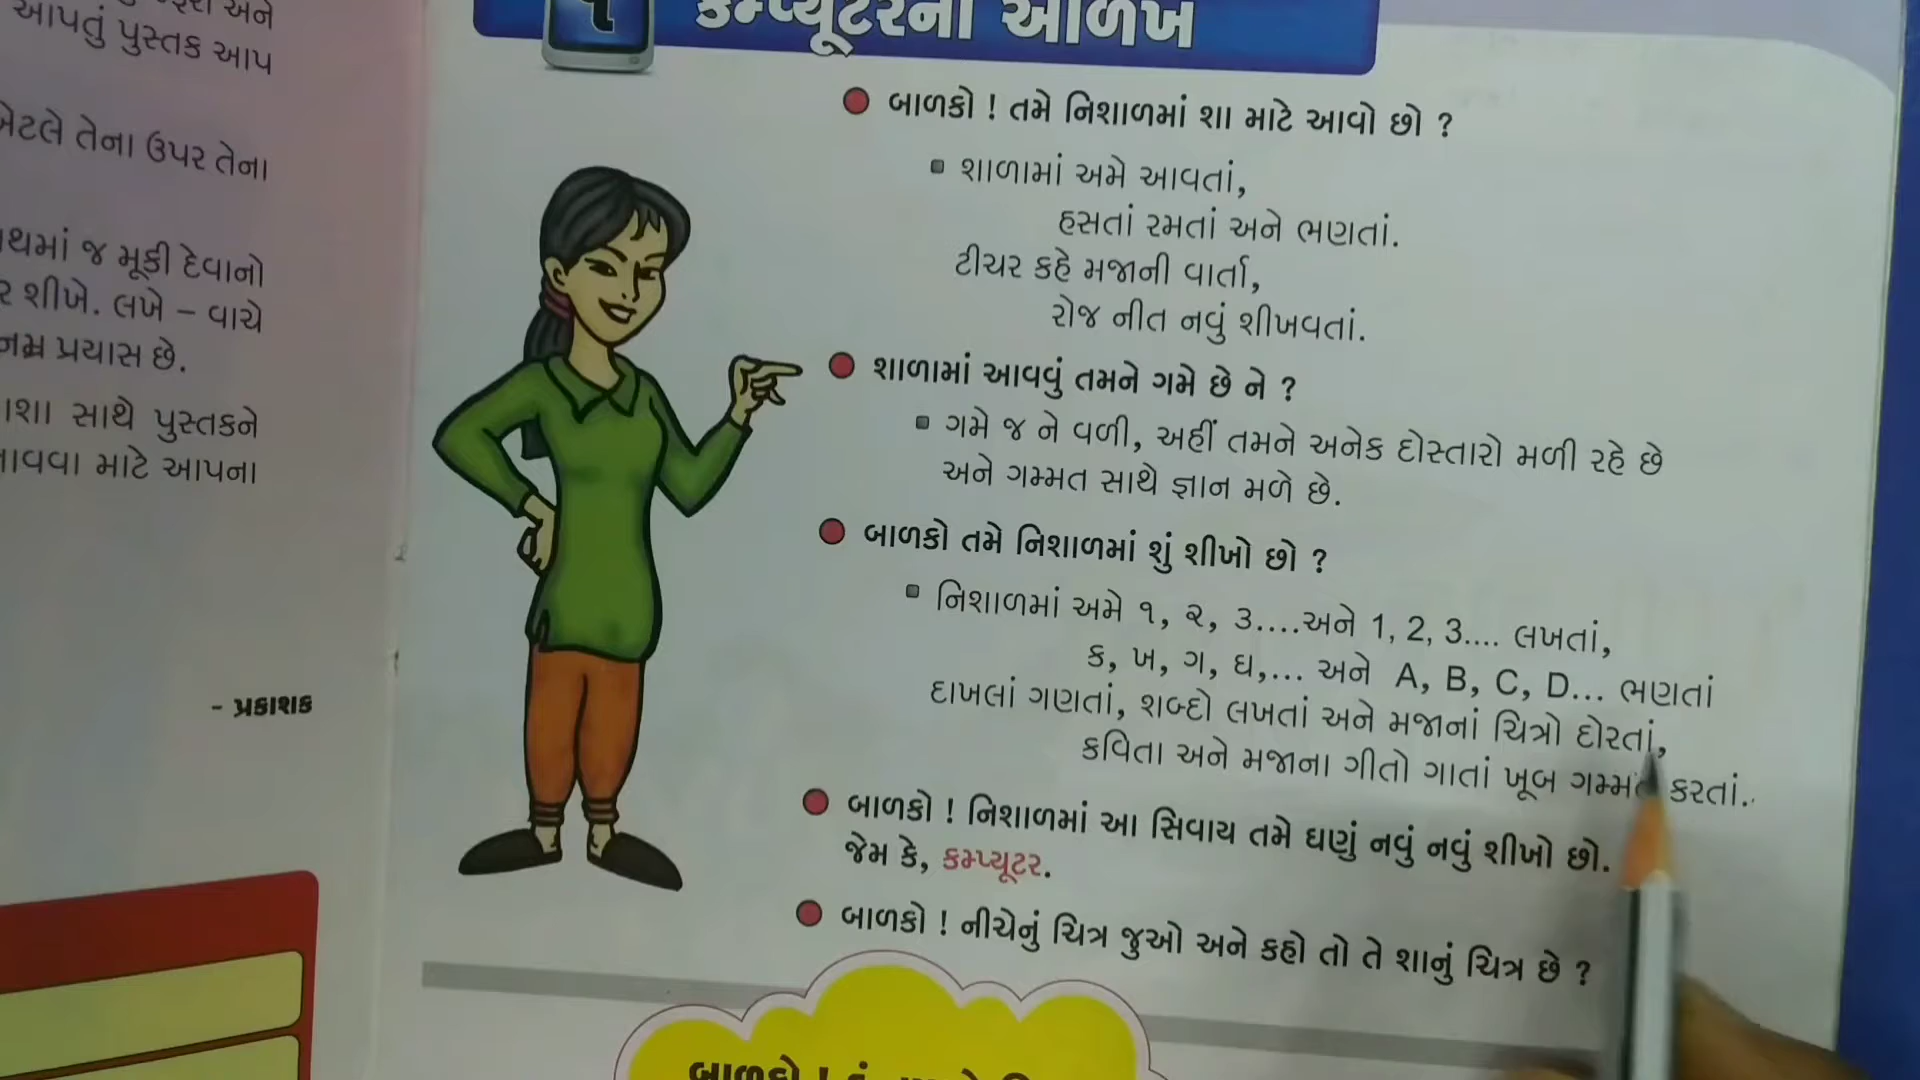 આપતું પુસ્તક આપ
તેના ઉપર તેના
જ મૂકી દેવાનો
શીખે. લખે – વાચે
પ્રયાસ છે.
સાથે પુસ્તકને
માટે આપના
- પ્રકાશક
૧ કમ્પ્યૂટરની ઓળખ
બાળકો ! તમે નિશાળમાં શા માટે આવો છો ?
શાળામાં અમે આવતાં,
હસતાં રમતાં અને ભણતાં.
ટીચર કહે મજાની વાર્તા,
રોજ નીત નવું શીખવતાં.
શાળામાં આવવું તમને ગમે છે ને ?
ગમે જ ને વળી, અહીં તમને અનેક દોસ્તારો મળી રહે છે
અને ગમ્મત સાથે જ્ઞાન મળે છે.
બાળકો તમે નિશાળમાં શું શીખો છો ?
નિશાળમાં અમે ૧, ૨, ૩....અને 1, 2, 3.... લખતાં,
ક, ખ, ગ, ઘ,... અને A, B, C, D... ભણતાં
દાખલાં ગણતાં, શબ્દો લખતાં અને મજાનાં ચિત્રો દોરતાં,
કવિતા અને મજાના ગીતો ગાતાં ખૂબ ગમ્મત કરતાં.
બાળકો ! નિશાળમાં આ સિવાય તમે ઘણું નવું નવું શીખો છો.
જેમ કે, કમ્પ્યૂટર.
બાળકો ! નીચેનું ચિત્ર જુઓ અને કહો તો તે શાનું ચિત્ર છે ?
બાળકો !